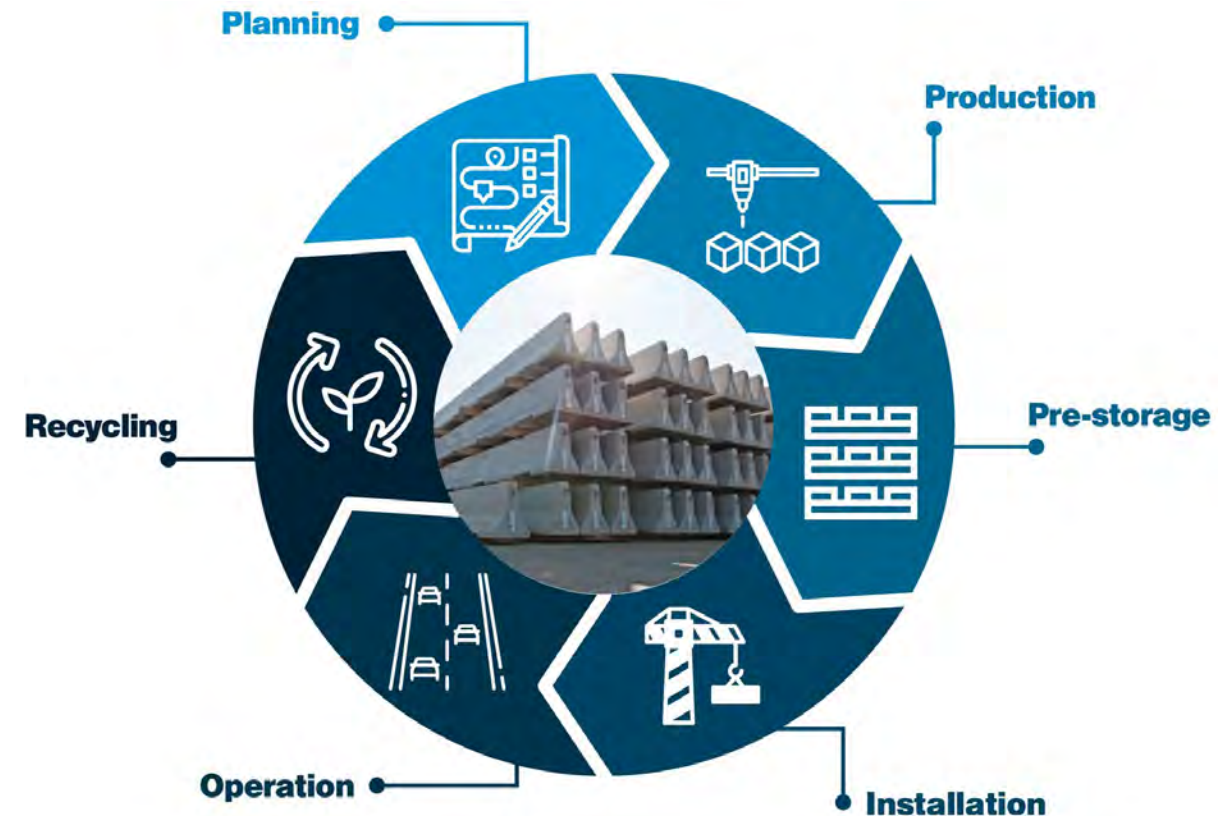 Planning
Production
Pre-storage
Installation
Operation
Recycling